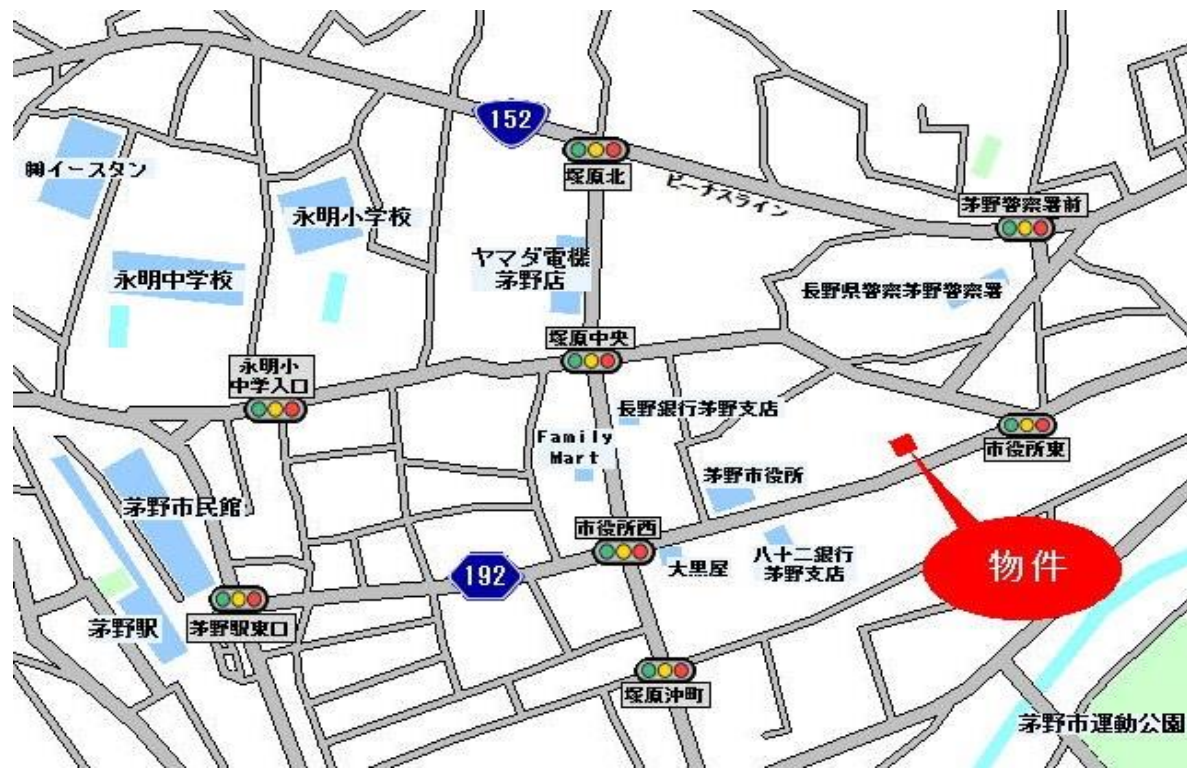 152
塚原北
ビーナスライン
㈱イースタン
茅野警察署前
永明小学校
ヤマダ電機
茅野店
永明中学校
長野県警察茅野警察署
塚原中央
永明小
中学入口
長野銀行茅野支店
Family
Mart
市役所東
茅野市役所
茅野市民館
市役所西
大黒屋
八十二銀行
茅野支店
物件
192
茅野駅
茅野駅東口
塚原沖町
茅野市運動公園